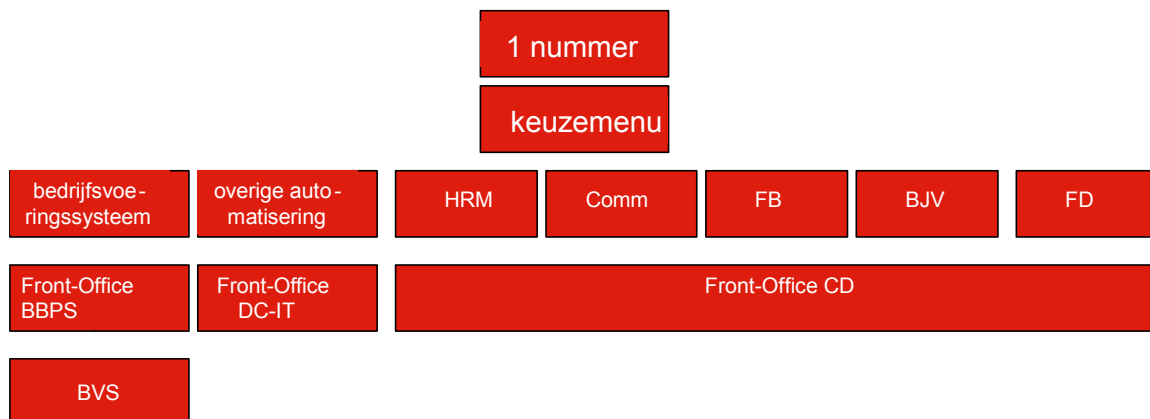 1 nummer
keuzemenu
bedrijfsvoe-
ringssysteem
overige auto-
matisering
HRM
Comm
FB
BJV
FD
Front-Office
BBPS
Front-Office
DC-IT
Front-Office CD
BVS